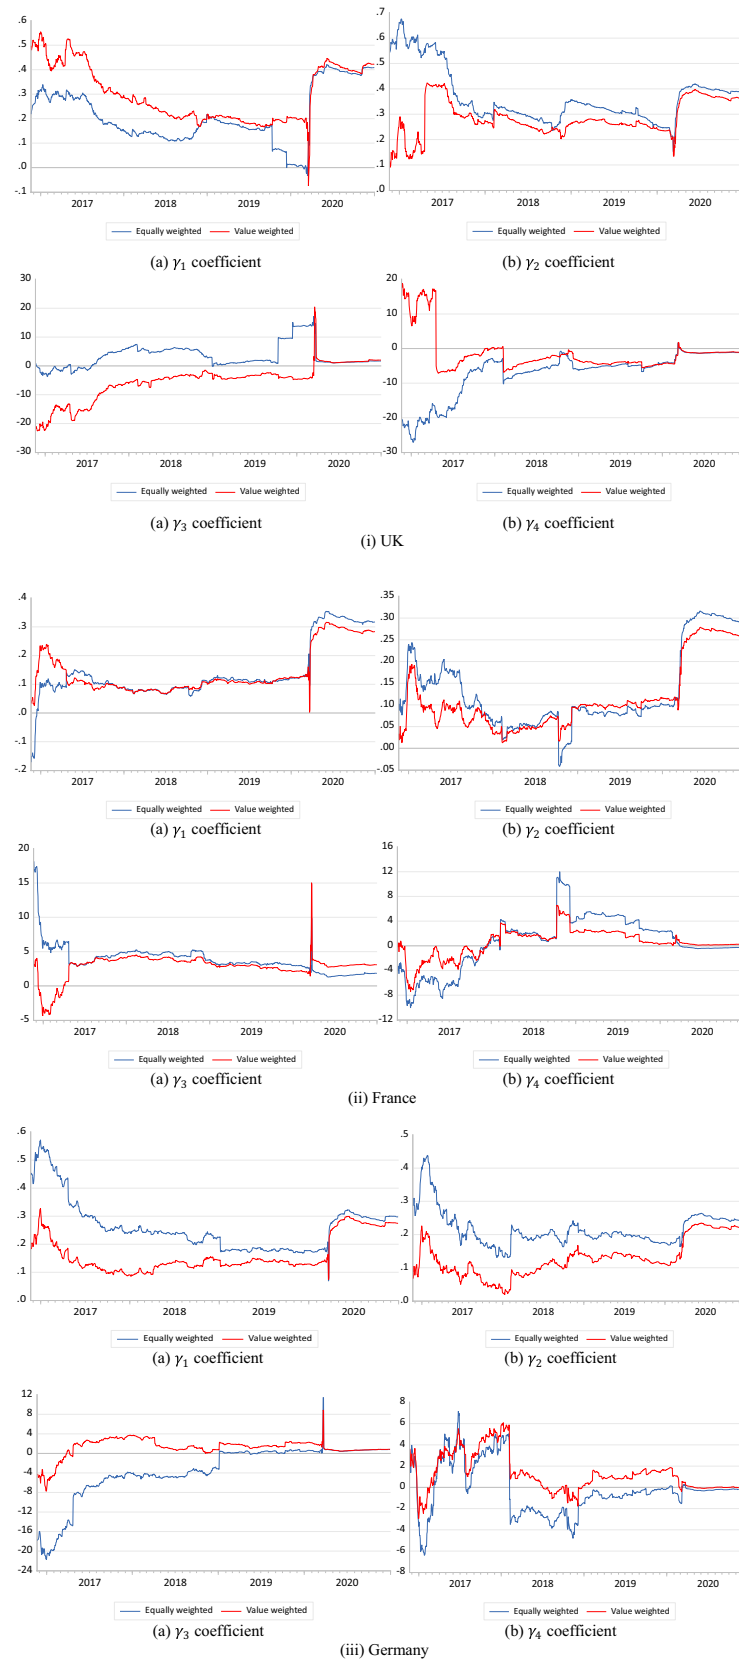 .6
.5
.4
.3
.2
.1
.0
-.1
2017 2018 2019 2020
Equally weighted Value weighted
(a) γ1 coefficient
.7
.6
.5
.4
.3
.2
.1
.0
2017 2018 2019 2020
Equally weighted Value weighted
(b) γ2 coefficient
30
20
10
0
-10
-20
-30
2017 2018 2019 2020
Equally weighted Value weighted
(a) γ3 coefficient
20
10
0
-10
-20
-30
2017 2018 2019 2020
Equally weighted Value weighted
(b) γ4 coefficient
(i) UK
.4
.3
.2
.1
.0
-.1
-.2
2017 2018 2019 2020
Equally weighted Value weighted
(a) γ1 coefficient
.35
.30
.25
.20
.15
.10
.05
.00
-.05
2017 2018 2019 2020
Equally weighted Value weighted
(b) γ2 coefficient
20
15
10
5
0
-5
2017 2018 2019 2020
Equally weighted Value weighted
(a) γ3 coefficient
16
12
8
4
0
-4
-8
-12
2017 2018 2019 2020
Equally weighted Value weighted
(b) γ4 coefficient
(ii) France
.6
.5
.4
.3
.2
.1
.0
2017 2018 2019 2020
Equally weighted Value weighted
(a) γ1 coefficient
.5
.4
.3
.2
.1
.0
2017 2018 2019 2020
Equally weighted Value weighted
(b) γ2 coefficient
12
8
4
0
-4
-8
-12
-16
-20
-24
2017 2018 2019 2020
Equally weighted Value weighted
(a) γ3 coefficient
8
6
4
2
0
-2
-4
-6
-8
2017 2018 2019 2020
Equally weighted Value weighted
(b) γ4 coefficient
(iii) Germany